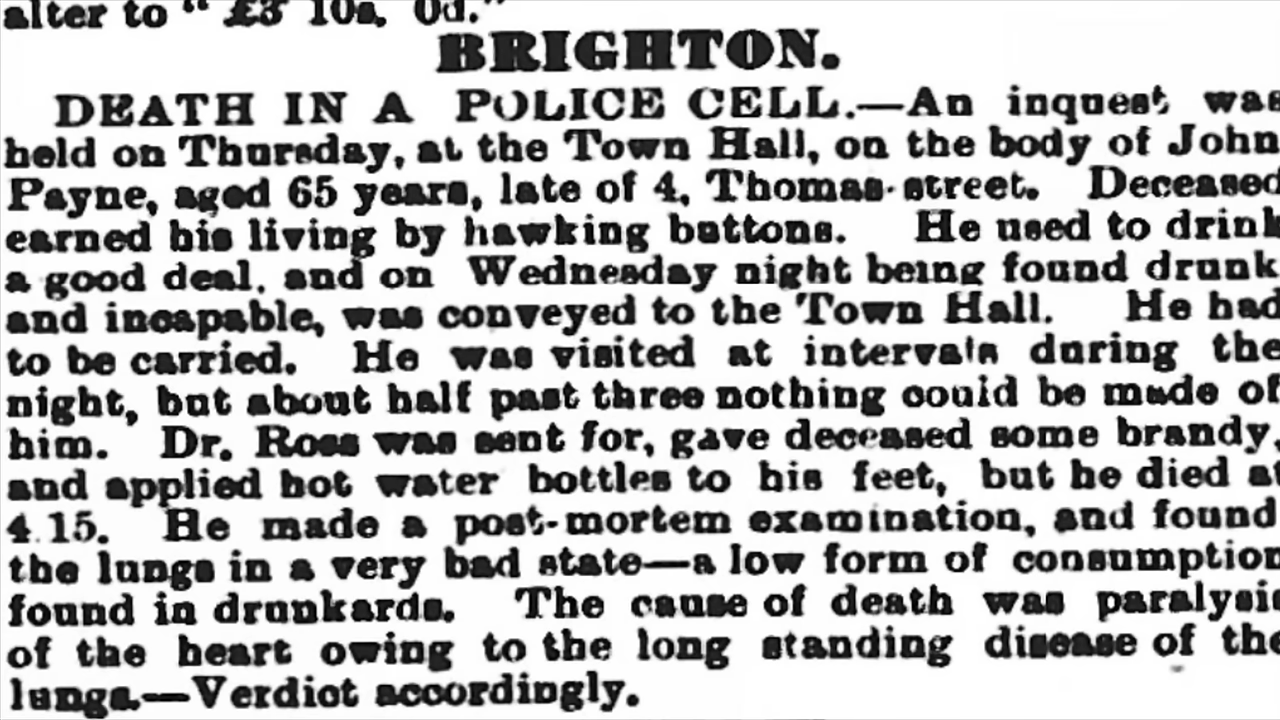 alter to "£3 10s. 0d."
BRIGHTON.
DEATH IN A POLICE CELL.—An inquest was
held on Thursday, at the Town Hall, on the body of John
Payne, aged 65 years, late of 4, Thomas-street. Deceased
earned his living by hawking buttons. He used to drink
a good deal, and on Wednesday night being found drunk
and incapable, was conveyed to the Town Hall. He had
to be carried. He was visited at intervals during the
night, but about half past three nothing could be made of
him. Dr. Ross was sent for, gave deceased some brandy,
and applied hot water bottles to his feet, but he died at
4.15. He made a post-mortem examination, and found
the lungs in a very bad state—a low form of consumption
found in drunkards. The cause of death was paralysis
of the heart owing to the long standing disease of the
lungs.—Verdict accordingly.